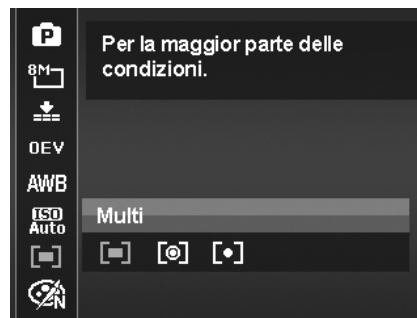 P
Per la maggior parte delle
condizioni.
8M
0EV
AWB
ISO
Auto
Multi
N